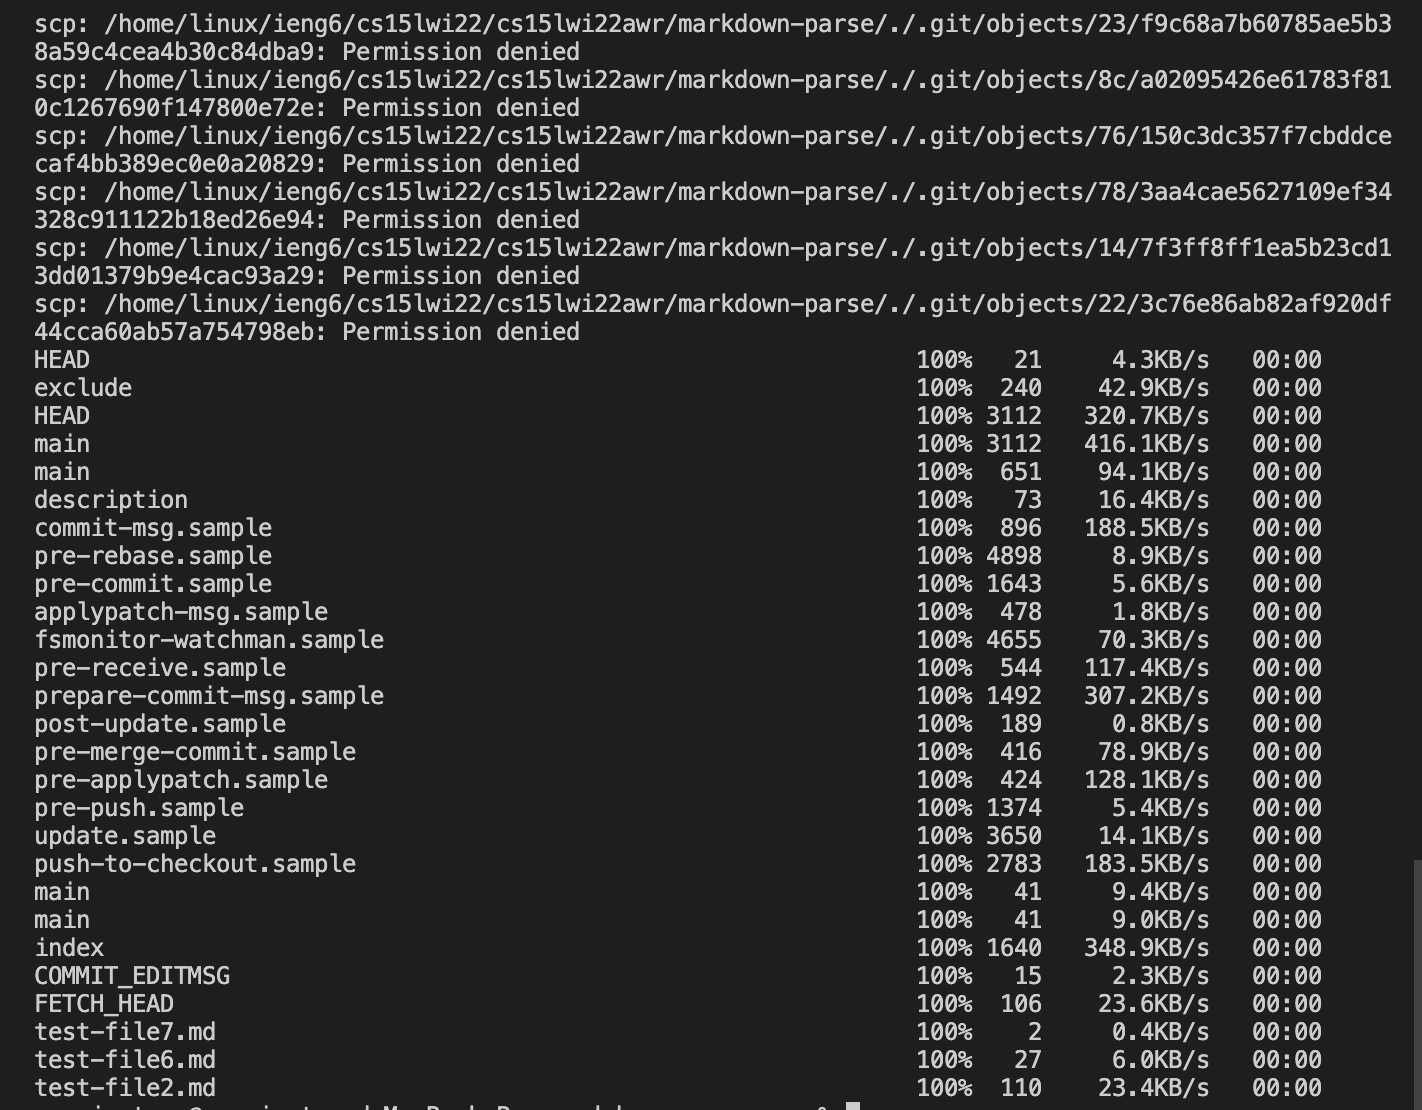 scp: /home/linux/ieng6/cs15lwi22/cs15lwi22awr/markdown-parse/./.git/objects/23/f9c68a7b60785ae5b3
8a59c4cea4b30c84dba9: Permission denied
scp: /home/linux/ieng6/cs15lwi22/cs15lwi22awr/markdown-parse/./.git/objects/8c/a02095426e61783f81
0c1267690f147800e72e: Permission denied
scp: /home/linux/ieng6/cs15lwi22/cs15lwi22awr/markdown-parse/./.git/objects/76/150c3dc357f7cbddce
caf4bb389ec0e0a20829: Permission denied
scp: /home/linux/ieng6/cs15lwi22/cs15lwi22awr/markdown-parse/./.git/objects/78/3aa4cae5627109ef34
328c911122b18ed26e94: Permission denied
scp: /home/linux/ieng6/cs15lwi22/cs15lwi22awr/markdown-parse/./.git/objects/14/7f3ff8ff1ea5b23cd1
3dd01379b9e4cac93a29: Permission denied
scp: /home/linux/ieng6/cs15lwi22/cs15lwi22awr/markdown-parse/./.git/objects/22/3c76e86ab82af920df
44cca60ab57a754798eb: Permission denied
HEAD 100% 21 4.3KB/s 00:00
exclude 100% 240 42.9KB/s 00:00
HEAD 100% 3112 320.7KB/s 00:00
main 100% 3112 416.1KB/s 00:00
main 100% 651 94.1KB/s 00:00
description 100% 73 16.4KB/s 00:00
commit-msg.sample 100% 896 188.5KB/s 00:00
pre-rebase.sample 100% 4898 8.9KB/s 00:00
pre-commit.sample 100% 1643 5.6KB/s 00:00
applypatch-msg.sample 100% 478 1.8KB/s 00:00
fsmonitor-watchman.sample 100% 4655 70.3KB/s 00:00
pre-receive.sample 100% 544 117.4KB/s 00:00
prepare-commit-msg.sample 100% 1492 307.2KB/s 00:00
post-update.sample 100% 189 0.8KB/s 00:00
pre-merge-commit.sample 100% 416 78.9KB/s 00:00
pre-applypatch.sample 100% 424 128.1KB/s 00:00
pre-push.sample 100% 1374 5.4KB/s 00:00
update.sample 100% 3650 14.1KB/s 00:00
push-to-checkout.sample 100% 2783 183.5KB/s 00:00
main 100% 41 9.4KB/s 00:00
main 100% 41 9.0KB/s 00:00
index 100% 1640 348.9KB/s 00:00
COMMIT_EDITMSG 100% 15 2.3KB/s 00:00
FETCH_HEAD 100% 106 23.6KB/s 00:00
test-file7.md 100% 2 0.4KB/s 00:00
test-file6.md 100% 27 6.0KB/s 00:00
test-file2.md 100% 110 23.4KB/s 00:00